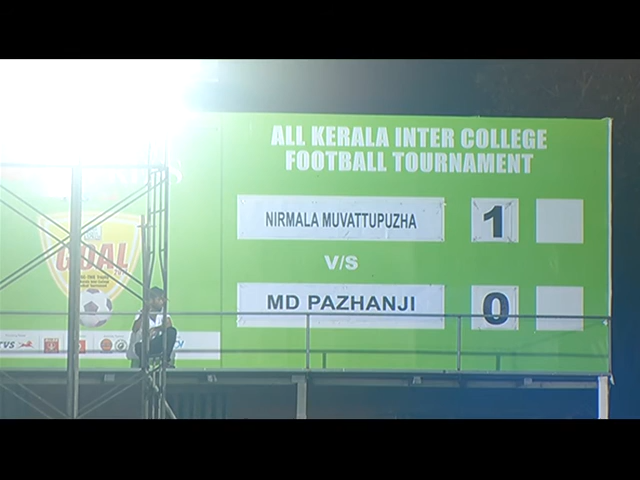 ALL KERALA INTER COLLEGE
FOOTBALL TOURNAMENT
NIRMALA MUVATTUPUZHA 1
V/S
MD PAZHANJI 0
GOAL
TVS